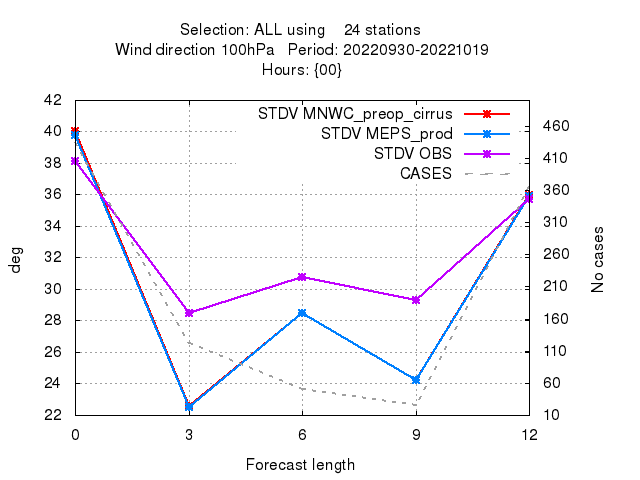 Selection: ALL using    24 stations
Wind direction 100hPa   Period: 20220930-20221019
Hours: {00}
STDV MNWC_preop_cirrus
STDV MEPS_prod
STDV OBS
CASES
42
40
38
36
34
32
30
28
26
24
22
deg
460
410
360
310
260
210
160
110
60
10
No cases
0 3 6 9 12
Forecast length